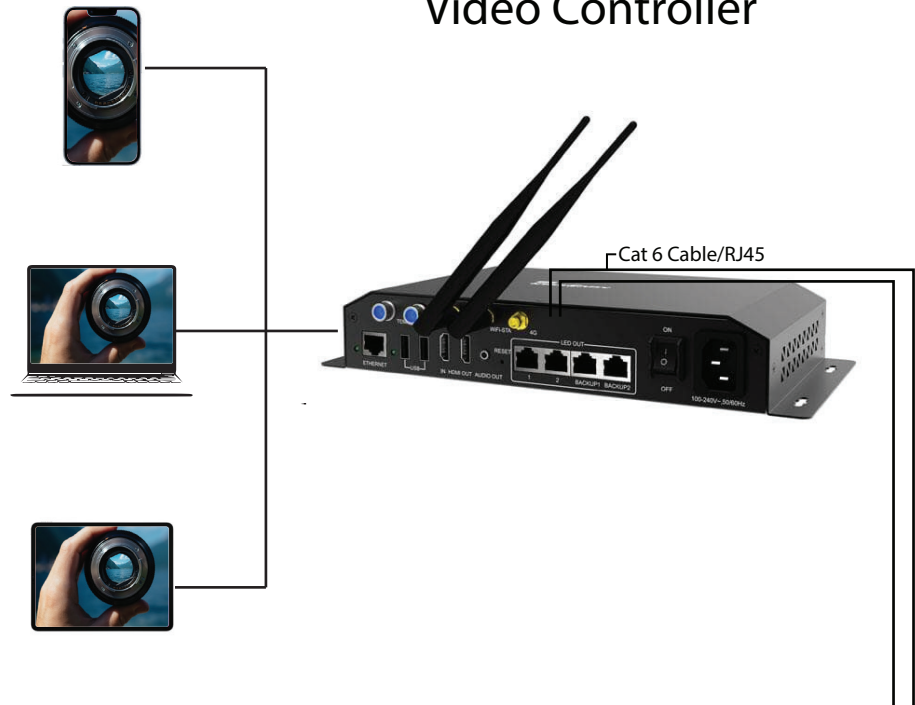 Video Controller
Cat 6 Cable/RJ45
WIFI-STA
4G
ON
LED OUT
ETHERNET
USB
IN HDMI OUT
AUDIO OUT
RESET
1
2
BACKUP1
BACKUP2
OFF
100-240V~,50/60Hz